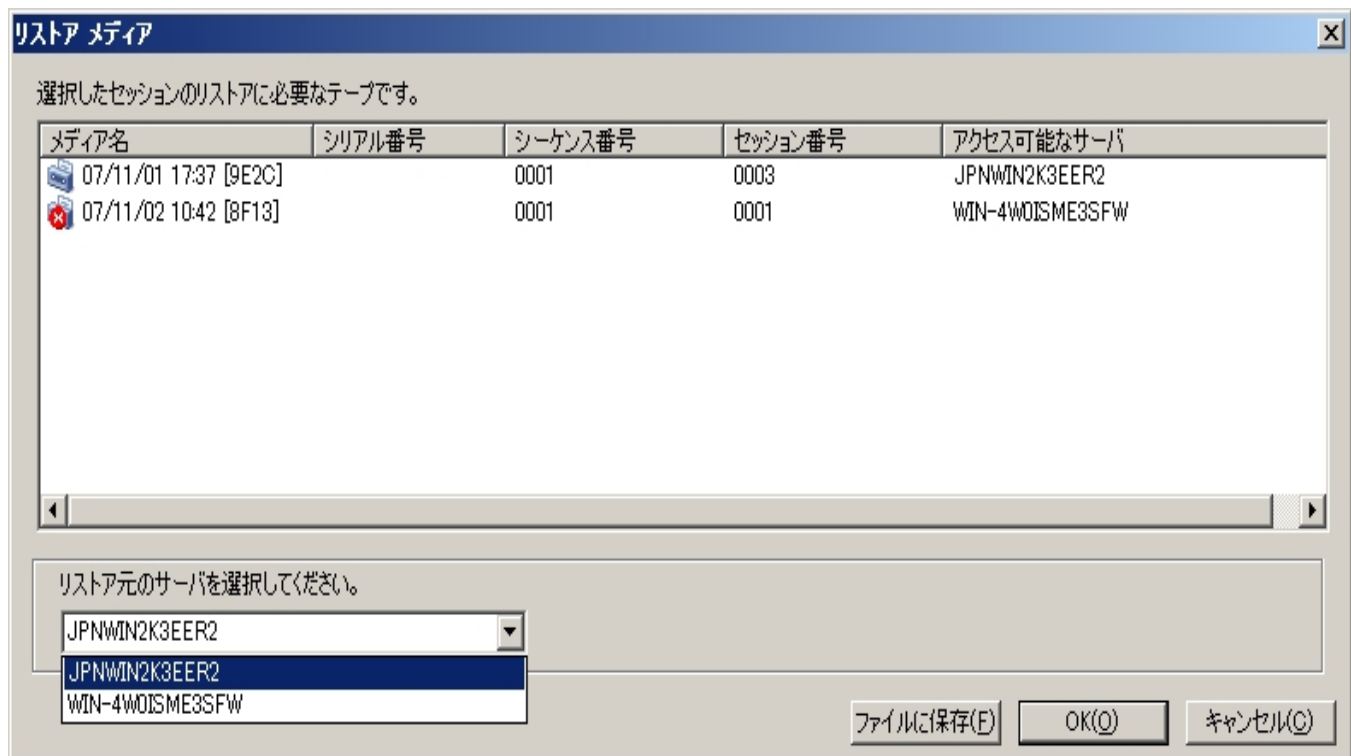 リストア メディア
選択したセッションのリストアに必要なテープです。
メディア名 シリアル番号 シーケンス番号 セッション番号 アクセス可能なサーバ
07/11/01 17:37 [9E2C] 0001 0003 JPNWIN2K3EER2
07/11/02 10:42 [8F13] 0001 0001 WIN-4W0ISME3SFW
リストア元のサーバを選択してください。
JPNWIN2K3EER2
JPNWIN2K3EER2
WIN-4W0ISME3SFW
ファイルに保存(F) OK(O) キャンセル(C)